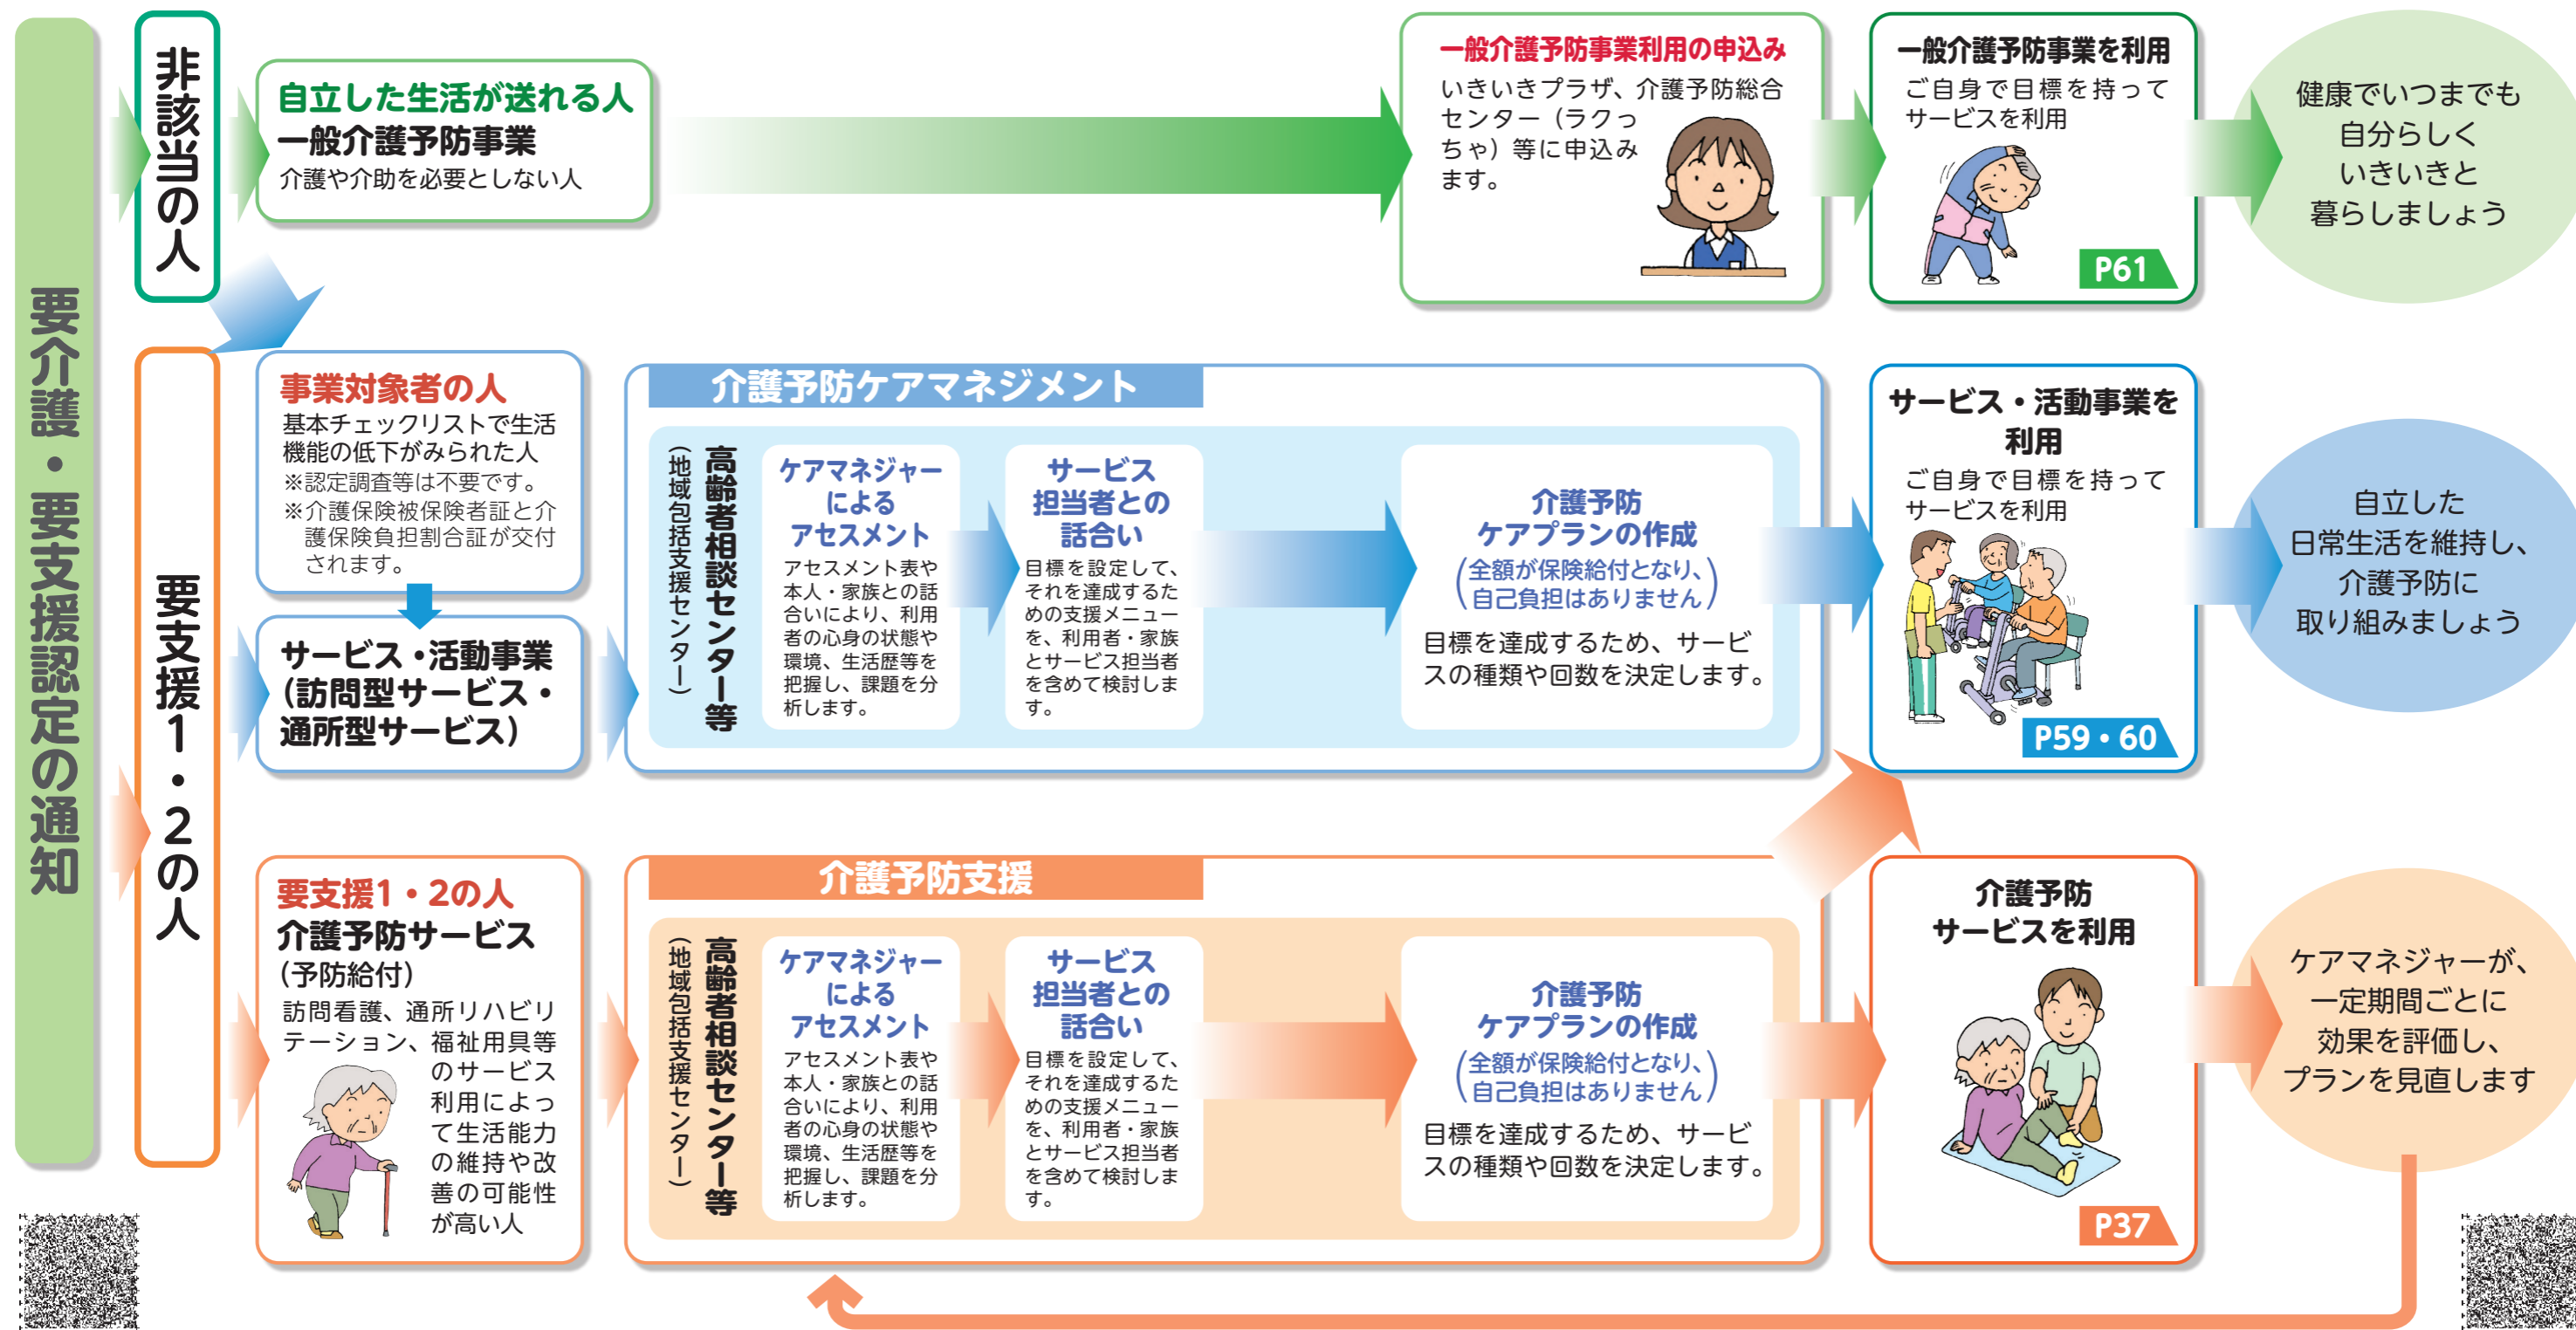 要介護・要支援認定の通知
非該当の人
自立した生活が送れる人
一般介護予防事業
介護や介助を必要としない人
一般介護予防事業利用の申込み
いきいきプラザ、介護予防総合
センター（ラクっ
ちゃ）等に申込み
ます。
一般介護予防事業を利用
ご自身で目標を持って
サービスを利用
P61
健康でいつまでも
自分らしく
いきいきと
暮らしましょう
要支援1・2の人
事業対象者の人
基本チェックリストで生活
機能の低下がみられた人
※認定調査等は不要です。
※介護保険被保険者証と介
護保険負担割合証が交付
されます。
サービス・活動事業
（訪問型サービス・
通所型サービス）
介護予防ケアマネジメント
高齢者相談センター等
（地域包括支援センター）
ケアマネジャー
による
アセスメント
アセスメント表や
本人・家族との話
合いにより、利用
者の心身の状態や
環境、生活歴等を
把握し、課題を分
析します。
サービス
担当者との
話合い
目標を設定して、
それを達成するた
めの支援メニュー
を、利用者・家族
とサービス担当者
を含めて検討しま
す。
介護予防
ケアプランの作成
（全額が保険給付となり、
自己負担はありません）
目標を達成するため、サービ
スの種類や回数を決定します。
サービス・活動事業を
利用
ご自身で目標を持って
サービスを利用
P59・60
自立した
日常生活を維持し、
介護予防に
取り組みましょう
要支援1・2の人
介護予防サービス
（予防給付）
訪問看護、通所リハビリ
テーション、福祉用具等
のサービス
利用によっ
て生活能力
の維持や改
善の可能性
が高い人
介護予防支援
高齢者相談センター等
（地域包括支援センター）
ケアマネジャー
による
アセスメント
アセスメント表や
本人・家族との話
合いにより、利用
者の心身の状態や
環境、生活歴等を
把握し、課題を分
析します。
サービス
担当者との
話合い
目標を設定して、
それを達成するた
めの支援メニュー
を、利用者・家族
とサービス担当者
を含めて検討しま
す。
介護予防
ケアプランの作成
（全額が保険給付となり、
自己負担はありません）
目標を達成するため、サービ
スの種類や回数を決定します。
介護予防
サービスを利用
P37
ケアマネジャーが、
一定期間ごとに
効果を評価し、
プランを見直します